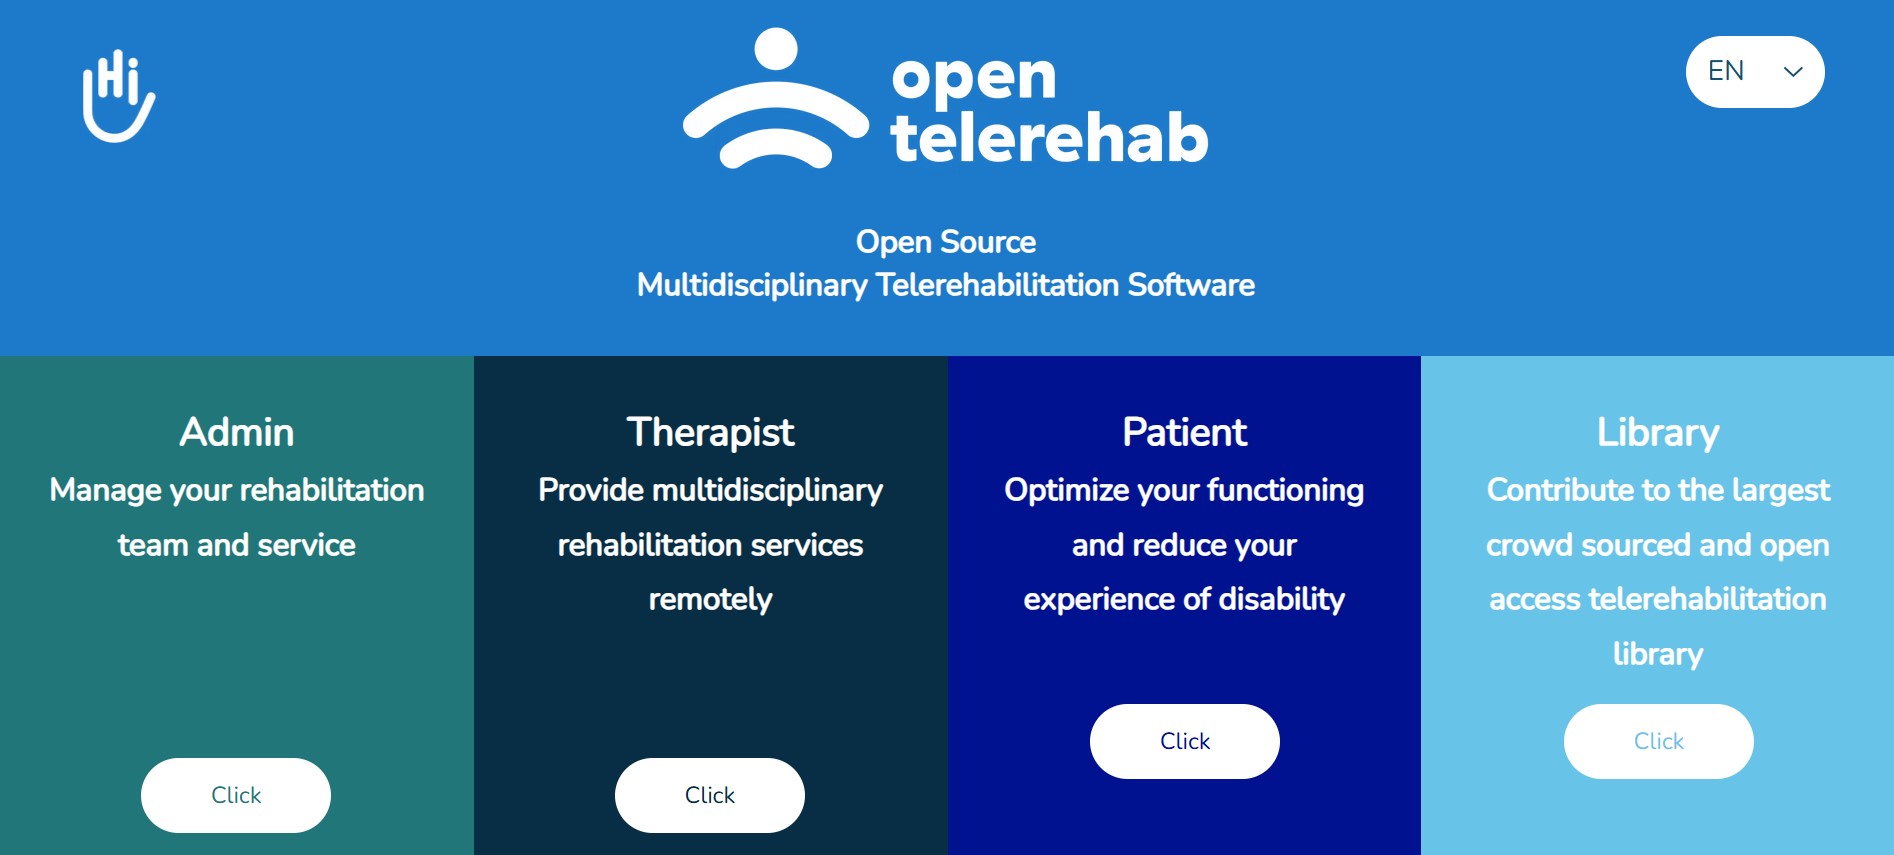 Hi
open
telerehab
EN
Open Source
Multidisciplinary Telerehabilitation Software
Admin
Manage your rehabilitation
team and service
Click
Therapist
Provide multidisciplinary
rehabilitation services
remotely
Click
Patient
Optimize your functioning
and reduce your
experience of disability
Click
Library
Contribute to the largest
crowd sourced and open
access telerehabilitation
library
Click